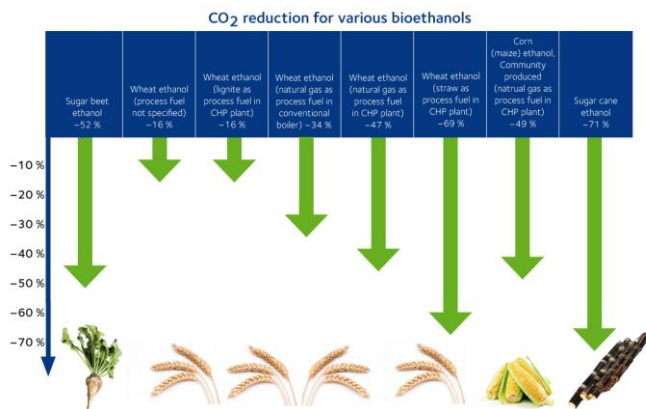 CO2 reduction for various bioethanols
Sugar beet
ethanol
−52 %
Wheat ethanol
(process fuel
not specified)
−16 %
Wheat ethanol
(lignite as
process fuel in
CHP plant)
−16 %
Wheat ethanol
(natural gas as
process fuel in
conventional
boiler) −34 %
Wheat ethanol
(natural gas as
process fuel
in CHP plant)
−47 %
Wheat ethanol
(straw as
process fuel
in CHP plant)
−69 %
Corn
(maize) ethanol,
Community
produced
(natrual gas as
process fuel in
CHP plant)
−49 %
Sugar cane
ethanol
−71 %
−10 %
−20 %
−30 %
−40 %
−50 %
−60 %
−70 %